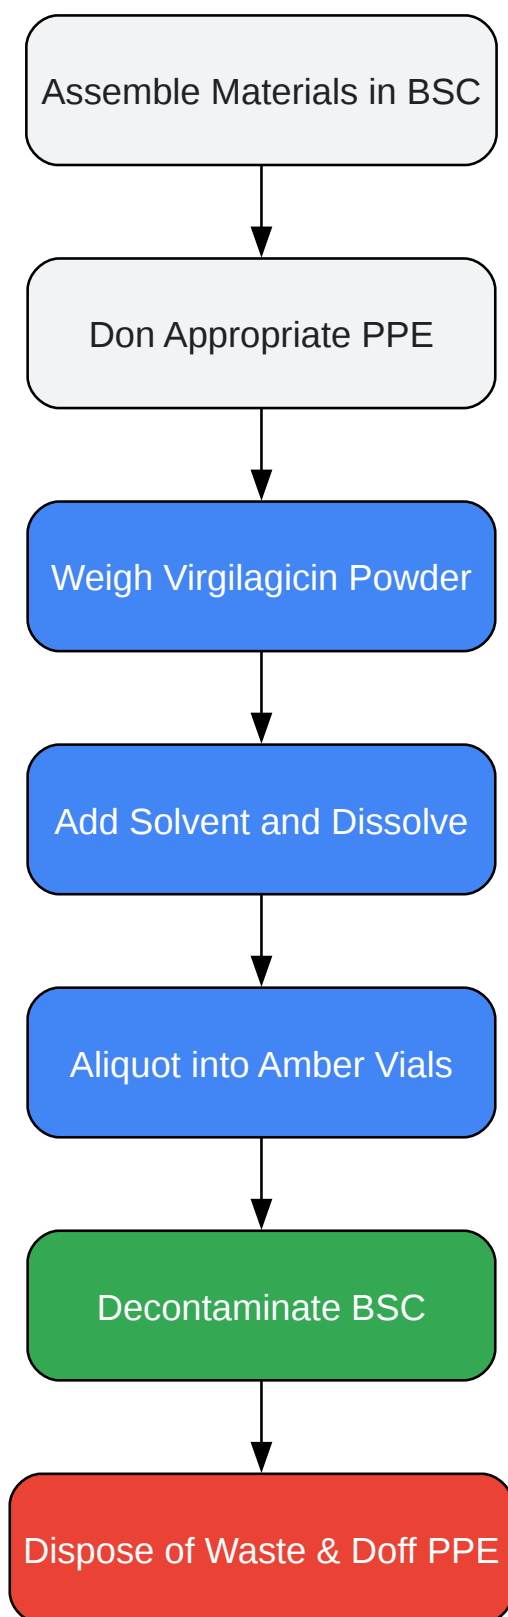 Assemble Materials in BSC
Don Appropriate PPE
Weigh Virgilagicin Powder
Add Solvent and Dissolve
Aliquot into Amber Vials
Decontaminate BSC
Dispose of Waste & Doff PPE